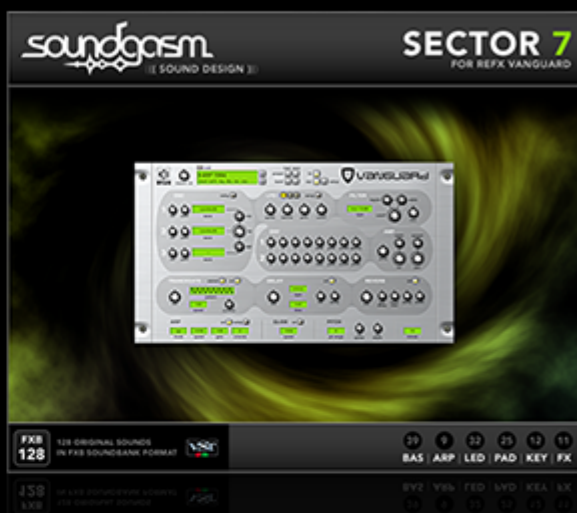 soundgasm.
SOUND DESIGN
SECTOR 7
FOR REFX VANGUARD
VANGUARD
FXB
128
128 ORIGINAL SOUNDS
IN FXB SOUNDBANK FORMAT
VST
39 9 32 25 12 11
BAS ARP LED PAD KEY FX